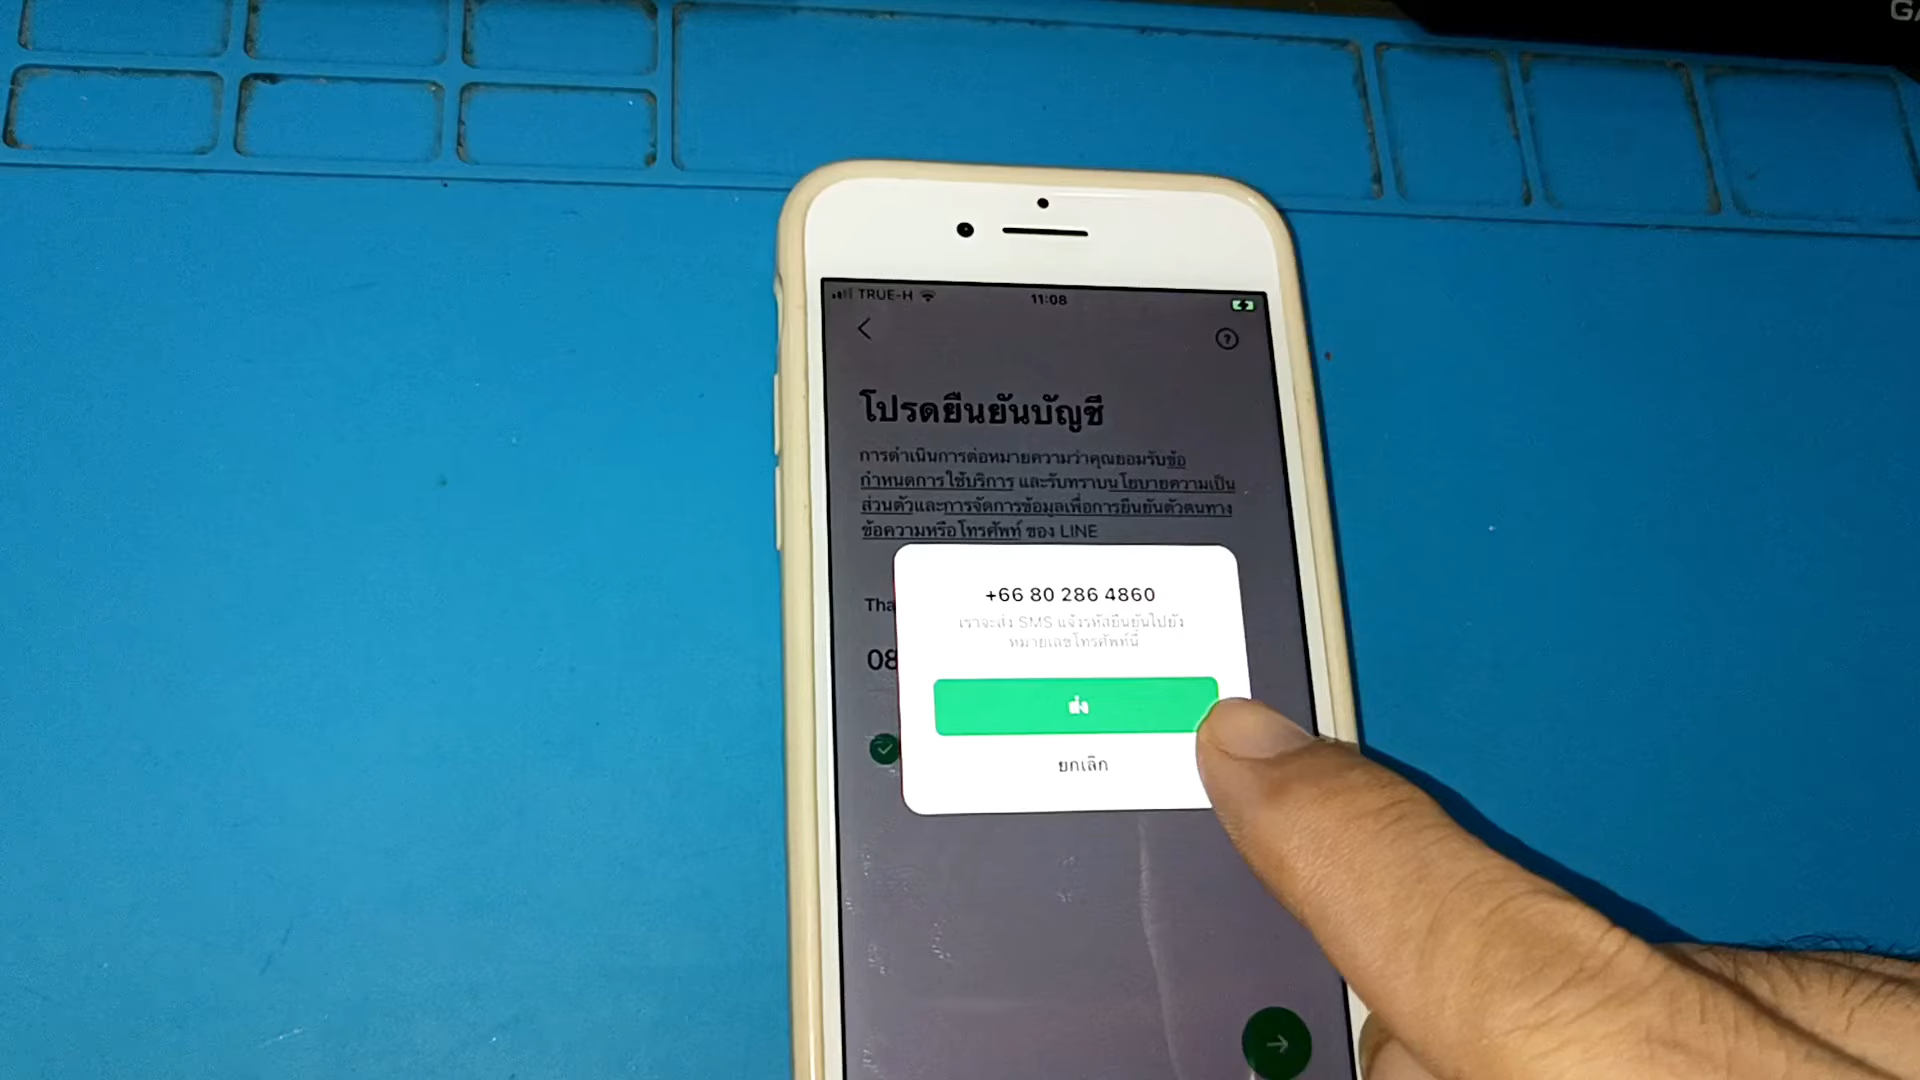 GA
TRUE-H
11:08
โปรดยืนยันบัญชี
การดำเนินการต่อหมายความว่าคุณยอมรับข้อ
กำหนดการใช้บริการ และรับทราบนโยบายความเป็น
ส่วนตัวและการจัดการข้อมูลเพื่อการยืนยันตัวตนทาง
ข้อความหรือโทรศัพท์ ของ LINE
Tha
+66 80 286 4860
เราจะส่ง SMS แจ้งรหัสยืนยันไปยัง
หมายเลขโทรศัพท์นี้
08
ส่ง
ยกเลิก